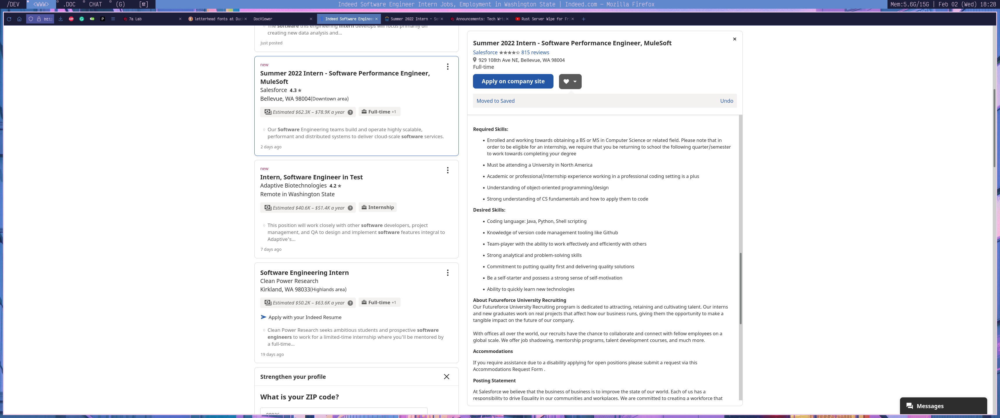 /DEV <WWW> .DOC CHAT (G)
Indeed Software Engineer Intern Jobs, Employment in Washington State | Indeed.com — Mozilla Firefox
Mem:5.6G/15G | Feb 02 (Wed) 18:28
http
7a Lab
letterhead fonts at Duc
DocViewer
Indeed Software Enginee
Summer 2022 Intern - So
Announcements: Tech Wrt
Rust Server Wipe for Fr
The software this engineering intern develops will focus primarily on
creating new data analysis and...
Just posted
new
Summer 2022 Intern - Software Performance Engineer,
MuleSoft
Salesforce 4.3
Bellevue, WA 98004(Downtown area)
Estimated $62.3K – $78.9K a year ? Full-time +1
Our Software Engineering teams build and operate highly scalable,
performant and distributed systems to deliver cloud-scale software services.
2 days ago
new
Intern, Software Engineer in Test
Adaptive Biotechnologies 4.2
Remote in Washington State
Estimated $40.6K – $51.4K a year ? Internship
This position will work closely with other software developers, project
management, and QA to design and implement software features integral to
Adaptive's...
7 days ago
Software Engineering Intern
Clean Power Research
Kirkland, WA 98033(Highlands area)
Estimated $50.2K – $63.6K a year ? Full-time +1
Apply with your Indeed Resume
Clean Power Research seeks ambitious students and prospective software
engineers to work for a limited-time internship where you'll be mentored by
a full-time...
19 days ago
Strengthen your profile
What is your ZIP code?
Summer 2022 Intern - Software Performance Engineer, MuleSoft
Salesforce 815 reviews
929 108th Ave NE, Bellevue, WA 98004
Full-time
Apply on company site
Moved to Saved Undo
Required Skills:
Enrolled and working towards obtaining a BS or MS in Computer Science or related field. Please note that in
order to be eligible for an internship, we require that you be returning to school the following quarter/semester
to work towards completing your degree
Must be attending a University in North America
Academic or professional/internship experience working in a professional coding setting is a plus
Understanding of object-oriented programming/design
Strong understanding of CS fundamentals and how to apply them to code
Desired Skills:
Coding language: Java, Python, Shell scripting
Knowledge of version code management tooling like Github
Team-player with the ability to work effectively and efficiently with others
Strong analytical and problem-solving skills
Commitment to putting quality first and delivering quality solutions
Be a self-starter and possess a strong sense of self-motivation
Ability to quickly learn new technologies
About Futureforce University Recruiting
Our Futureforce University Recruiting program is dedicated to attracting, retaining and cultivating talent. Our interns
and new graduates work on real projects that affect how our business runs, giving them the opportunity to make a
tangible impact on the future of our company.
With offices all over the world, our recruits have the chance to collaborate and connect with fellow employees on a
global scale. We offer job shadowing, mentorship programs, talent development courses, and much more.
Accommodations
If you require assistance due to a disability applying for open positions please submit a request via this
Accommodations Request Form .
Posting Statement
At Salesforce we believe that the business of business is to improve the state of our world. Each of us has a
responsibility to drive Equality in our communities and workplaces. We are committed to creating a workforce that
Messages